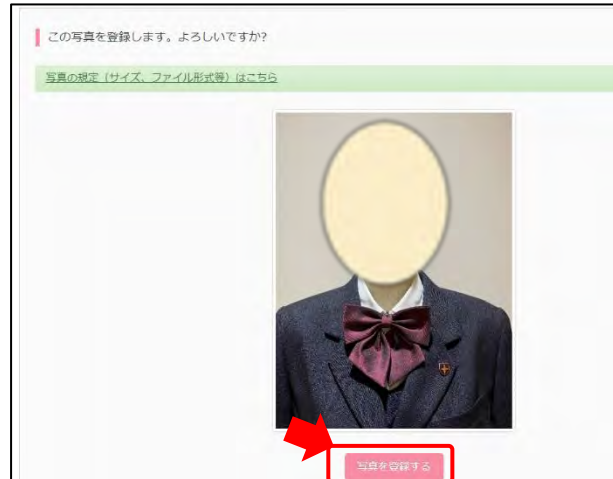 この写真を登録します。よろしいですか?
写真の規定（サイズ、ファイル形式等）はこちら
写真を登録する